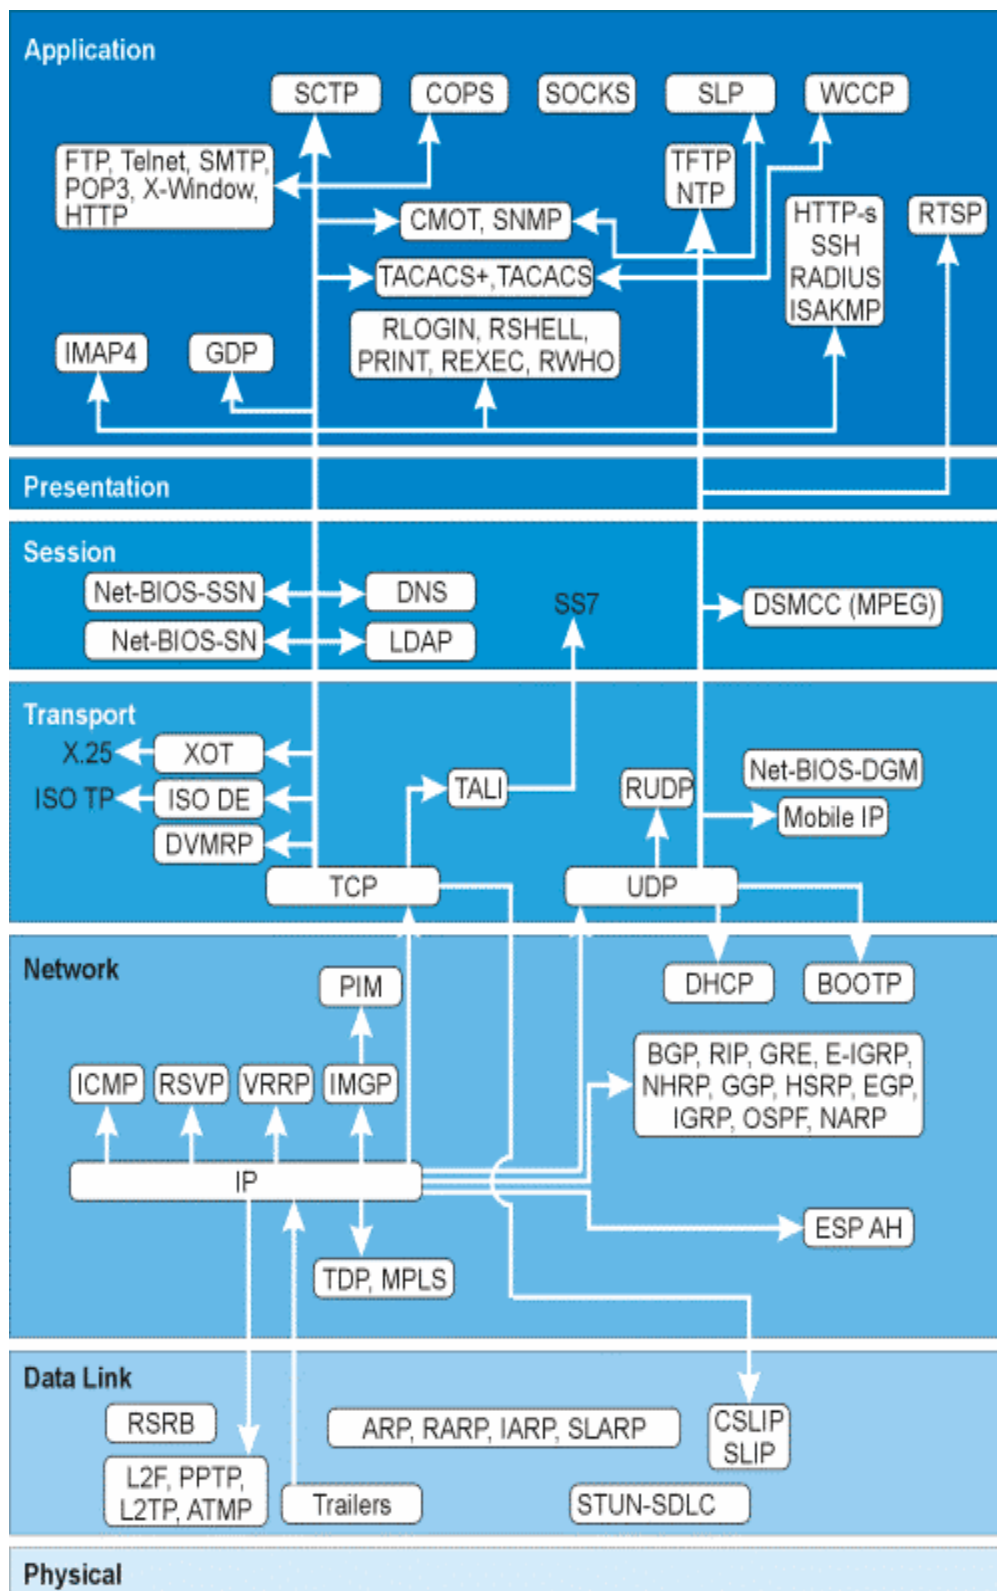 Application
SCTP
COPS
SOCKS
SLP
WCCP
FTP, Telnet, SMTP,
POP3, X-Window,
HTTP
TFTP
NTP
CMOT, SNMP
HTTP-s
SSH
RADIUS
ISAKMP
RTSP
TACACS+,TACACS
RLOGIN, RSHELL,
PRINT, REXEC, RWHO
IMAP4
GDP
Presentation
Session
Net-BIOS-SSN
DNS
SS7
DSMCC (MPEG)
Net-BIOS-SN
LDAP
Transport
X.25
XOT
ISO TP
ISO DE
DVMRP
TALI
RUDP
Net-BIOS-DGM
Mobile IP
TCP
UDP
Network
PIM
DHCP
BOOTP
ICMP
RSVP
VRRP
IMGP
BGP, RIP, GRE, E-IGRP,
NHRP, GGP, HSRP, EGP,
IGRP, OSPF, NARP
IP
ESP AH
TDP, MPLS
Data Link
RSRB
ARP, RARP, IARP, SLARP
CSLIP
SLIP
L2F, PPTP,
L2TP, ATMP
Trailers
STUN-SDLC
Physical